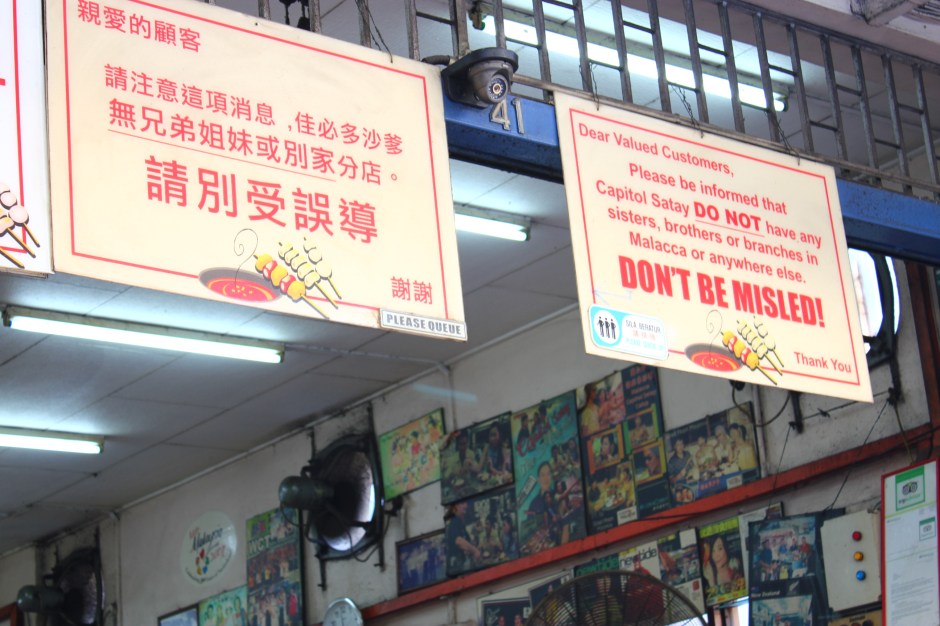 親愛的顧客
請注意這項消息,佳必多沙爹
無兄弟姐妹或別家分店。
請別受誤導
謝謝
PLEASE QUEUE
41
Dear Valued Customers,
Please be informed that
Capitol Satay DO NOT have any
sisters, brothers or branches in
Malacca or anywhere else.
DON'T BE MISLED!
SILA BERATUR
Thank You
Malaysia